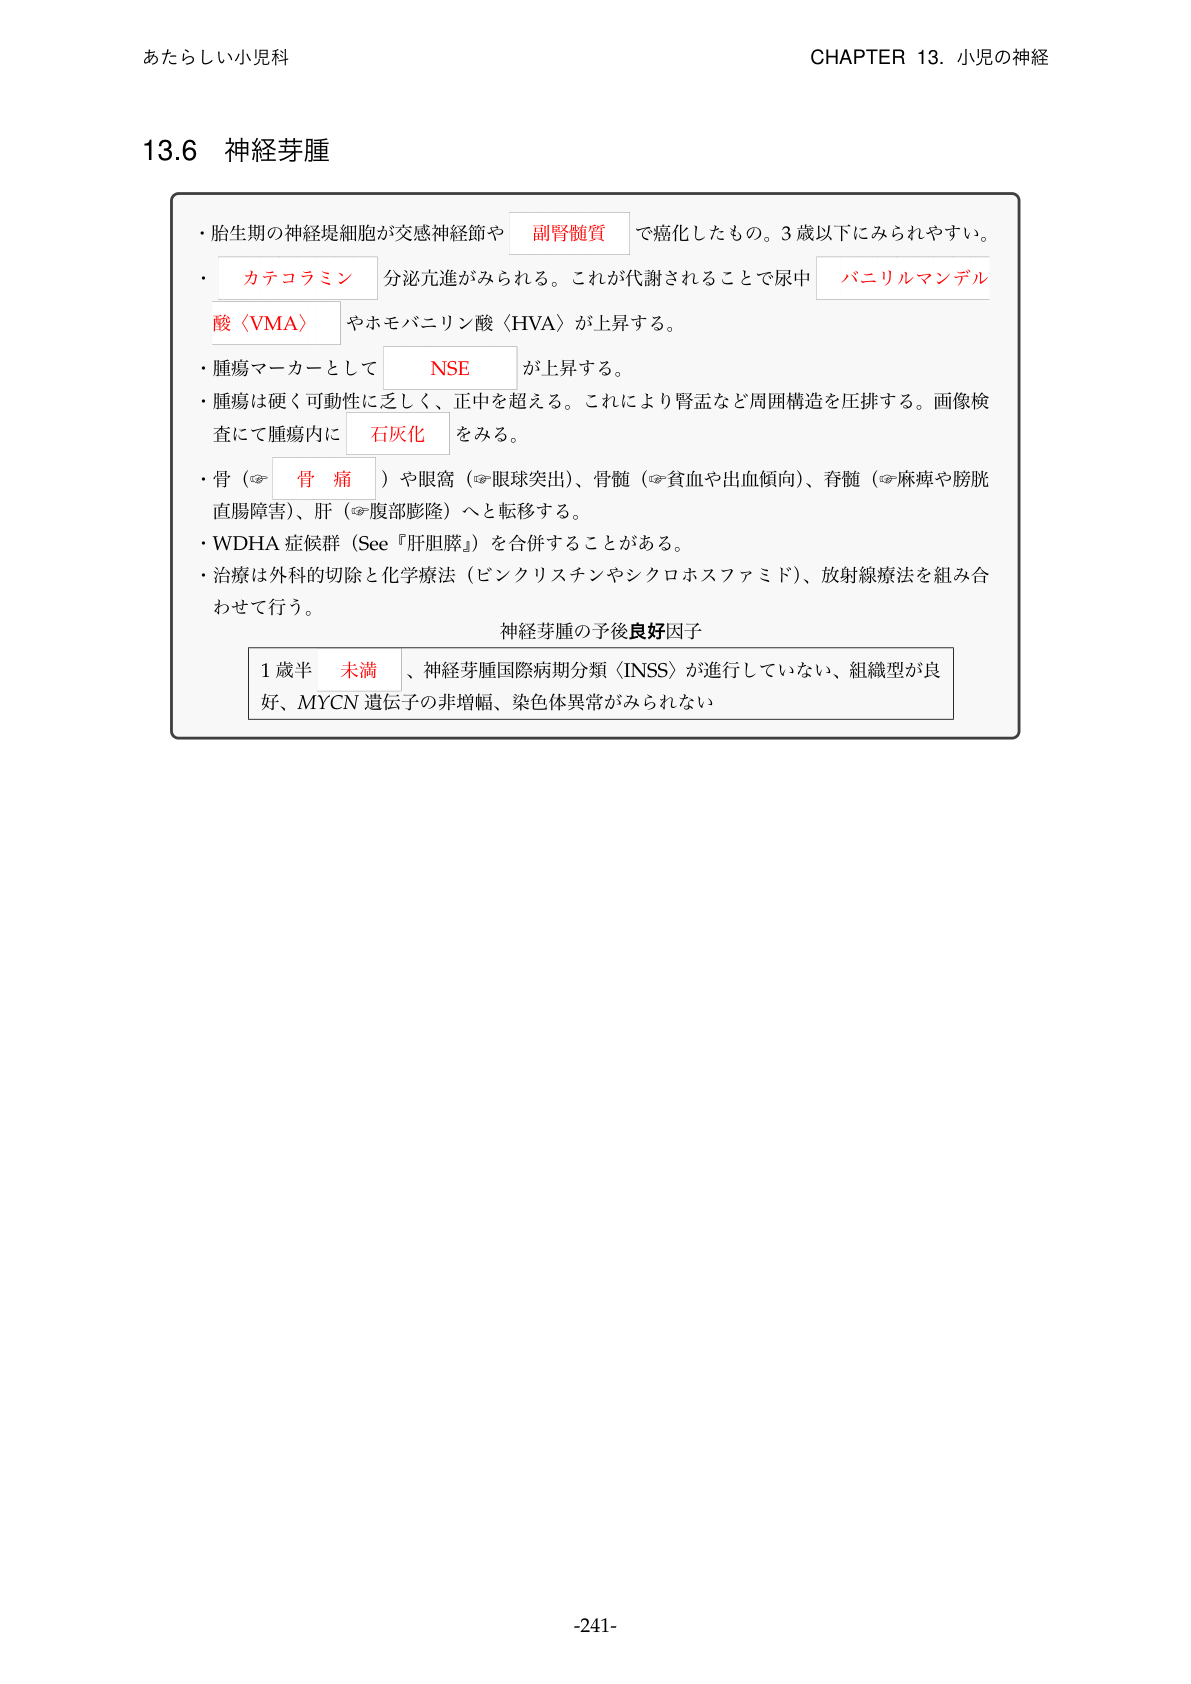 あたらしい小児科 CHAPTER 13. 小児の神経
13.6 神経芽腫
・胎生期の神経堤細胞が交感神経節や 副腎髄質 で癌化したもの。3 歳以下にみられやすい。
・ カテコラミン 分泌亢進がみられる。これが代謝されることで尿中 バニリルマンデル
酸〈VMA〉 やホモバニリン酸〈HVA〉が上昇する。
・腫瘍マーカーとして NSE が上昇する。
・腫瘍は硬く可動性に乏しく、正中を超える。これにより腎盂など周囲構造を圧排する。画像検
査にて腫瘍内に 石灰化 をみる。
・骨（☞ 骨 痛 ）や眼窩（☞眼球突出）、骨髄（☞貧血や出血傾向）、脊髄（☞麻痺や膀胱
直腸障害）、肝（☞腹部膨隆）へと転移する。
・WDHA 症候群（See『肝胆膵』）を合併することがある。
・治療は外科的切除と化学療法（ビンクリスチンやシクロホスファミド）、放射線療法を組み合
わせて行う。
神経芽腫の予後良好因子
1 歳半 未満 、神経芽腫国際病期分類〈INSS〉が進行していない、組織型が良
好、MYCN 遺伝子の非増幅、染色体異常がみられない
-241-